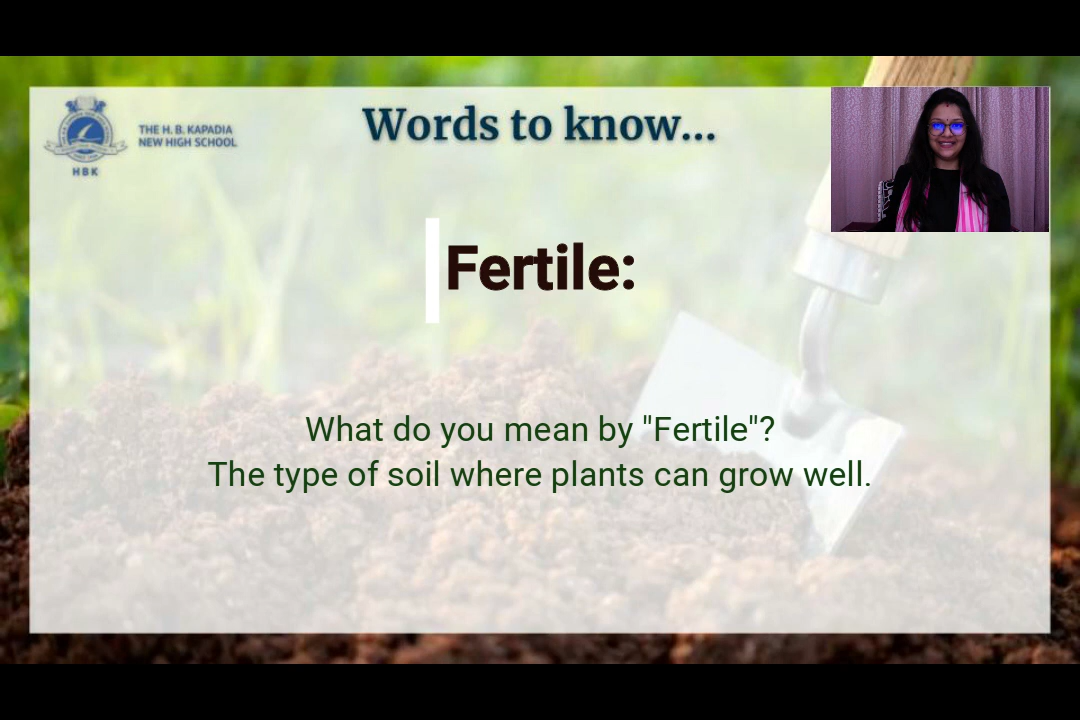 THE H. B. KAPADIA
NEW HIGH SCHOOL
HBK
Words to know...
Fertile:
What do you mean by "Fertile"?
The type of soil where plants can grow well.